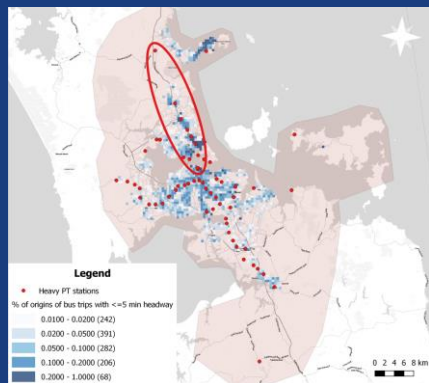 Legend
Heavy PT stations
% of origins of bus trips with <=5 min headway
0.0100 - 0.0200 (242)
0.0200 - 0.0500 (391)
0.0500 - 0.1000 (282)
0.1000 - 0.2000 (206)
0.2000 - 1.0000 (68)
0 2 4 6 8 km